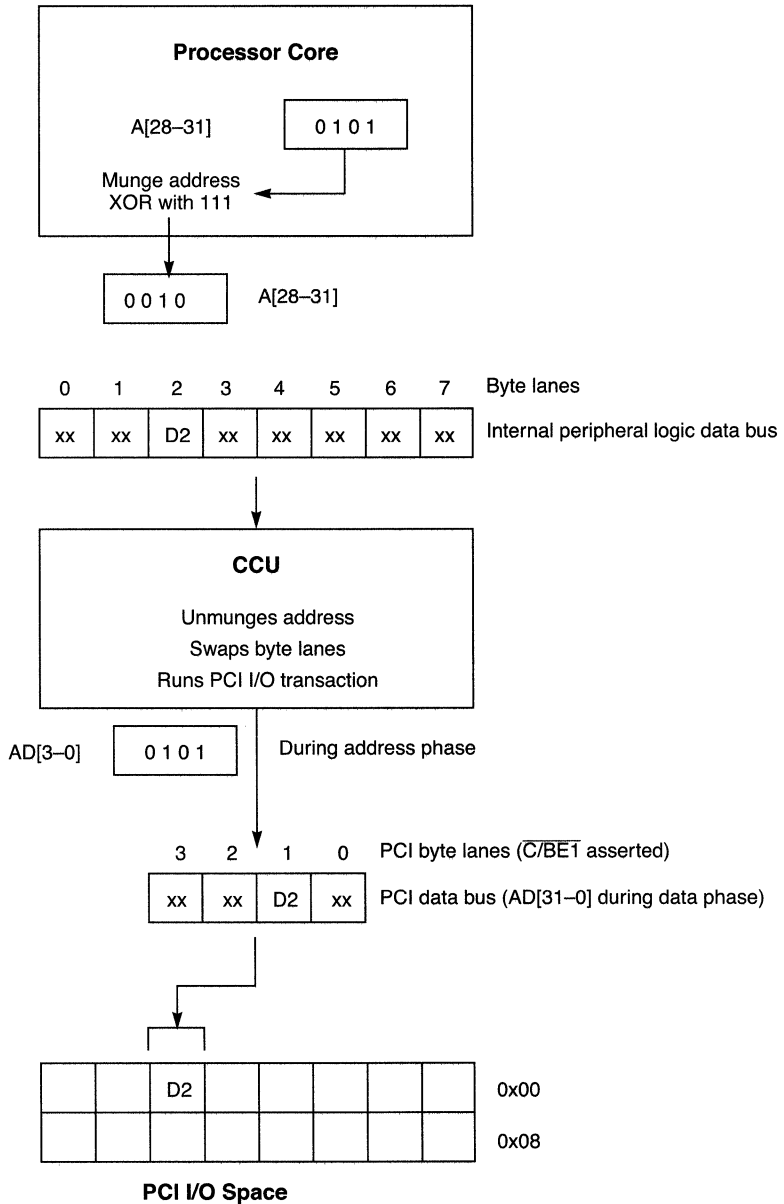 Processor Core
A[28–31]
0 1 0 1
Munge address
XOR with 111
0 0 1 0
A[28–31]
0 1 2 3 4 5 6 7 Byte lanes
xx xx D2 xx xx xx xx xx Internal peripheral logic data bus
CCU
Unmunges address
Swaps byte lanes
Runs PCI I/O transaction
AD[3–0] 0 1 0 1 During address phase
3 2 1 0 PCI byte lanes (C/BE1 asserted)
xx xx D2 xx PCI data bus (AD[31–0] during data phase)
D2 0x00
0x08
PCI I/O Space